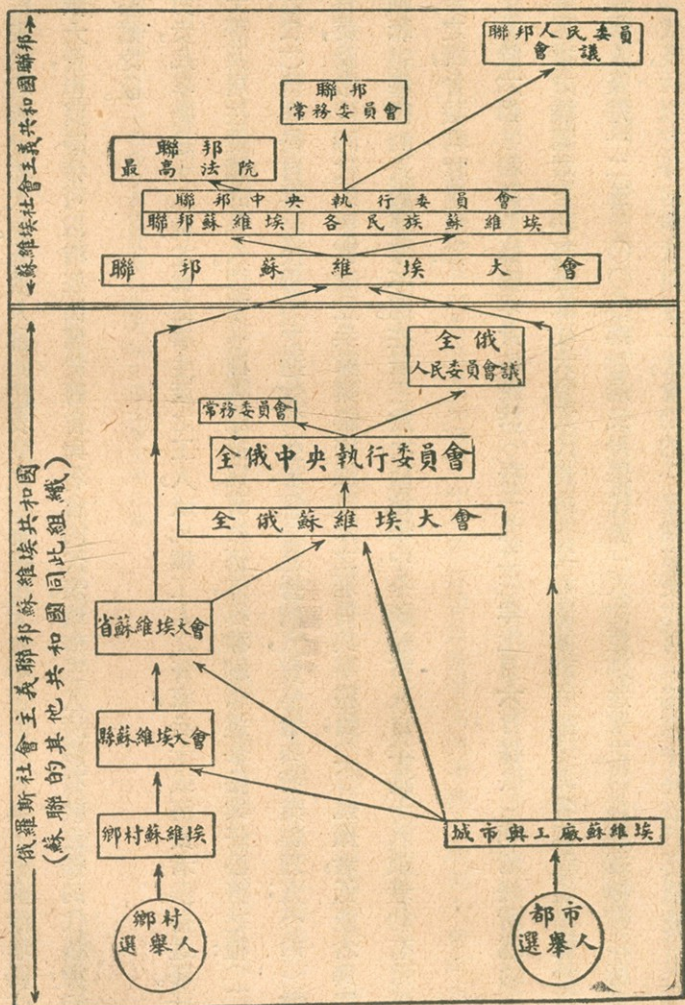 蘇維埃社會主義共和國聯邦
聯邦人民委員
會議
聯邦
常務委員會
聯邦
最高法院
聯邦中央執行委員會
聯邦蘇維埃
各民族蘇維埃
聯邦蘇維埃大會
俄羅斯社會主義聯邦蘇維埃共和國
(蘇聯的其他共和國同此組織)
全俄
人民委員會議
常務委員會
全俄中央執行委員會
全俄蘇維埃大會
省蘇維埃大會
縣蘇維埃大會
鄉村蘇維埃
城市與工廠蘇維埃
鄉村
選舉人
都市
選舉人